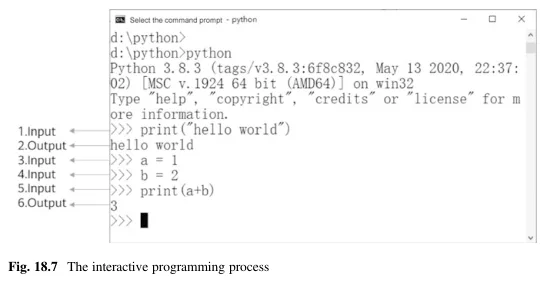 Select the command prompt - python
d:\python>
d:\python>python
Python 3.8.3 (tags/v3.8.3:6f8c832, May 13 2020, 22:37:
02) [MSC v.1924 64 bit (AMD64)] on win32
Type "help", "copyright", "credits" or "license" for m
ore information.
1.Input >>> print("hello world")
2.Output hello world
3.Input >>> a = 1
4.Input >>> b = 2
5.Input >>> print(a+b)
6.Output 3
>>>
Fig. 18.7 The interactive programming process